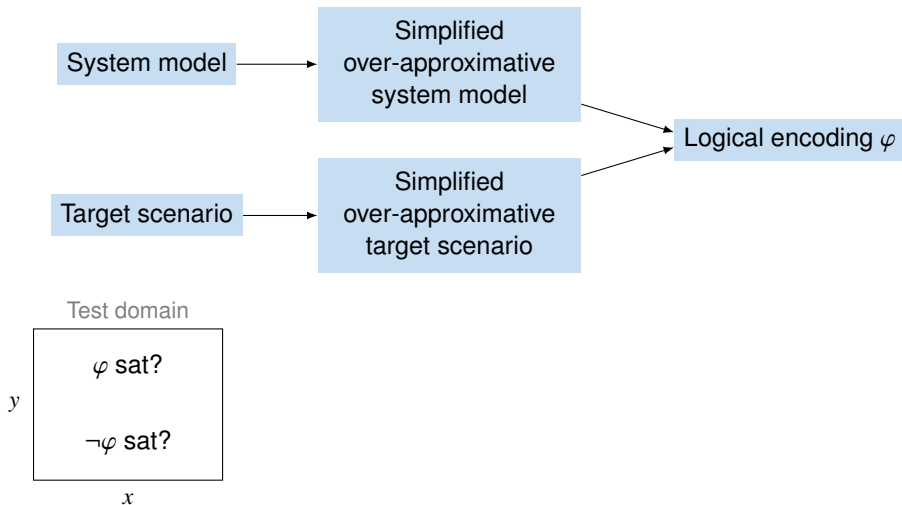 System model
Simplified
over-approximative
system model
Logical encoding φ
Target scenario
Simplified
over-approximative
target scenario
Test domain
φ sat?
y
¬φ sat?
x